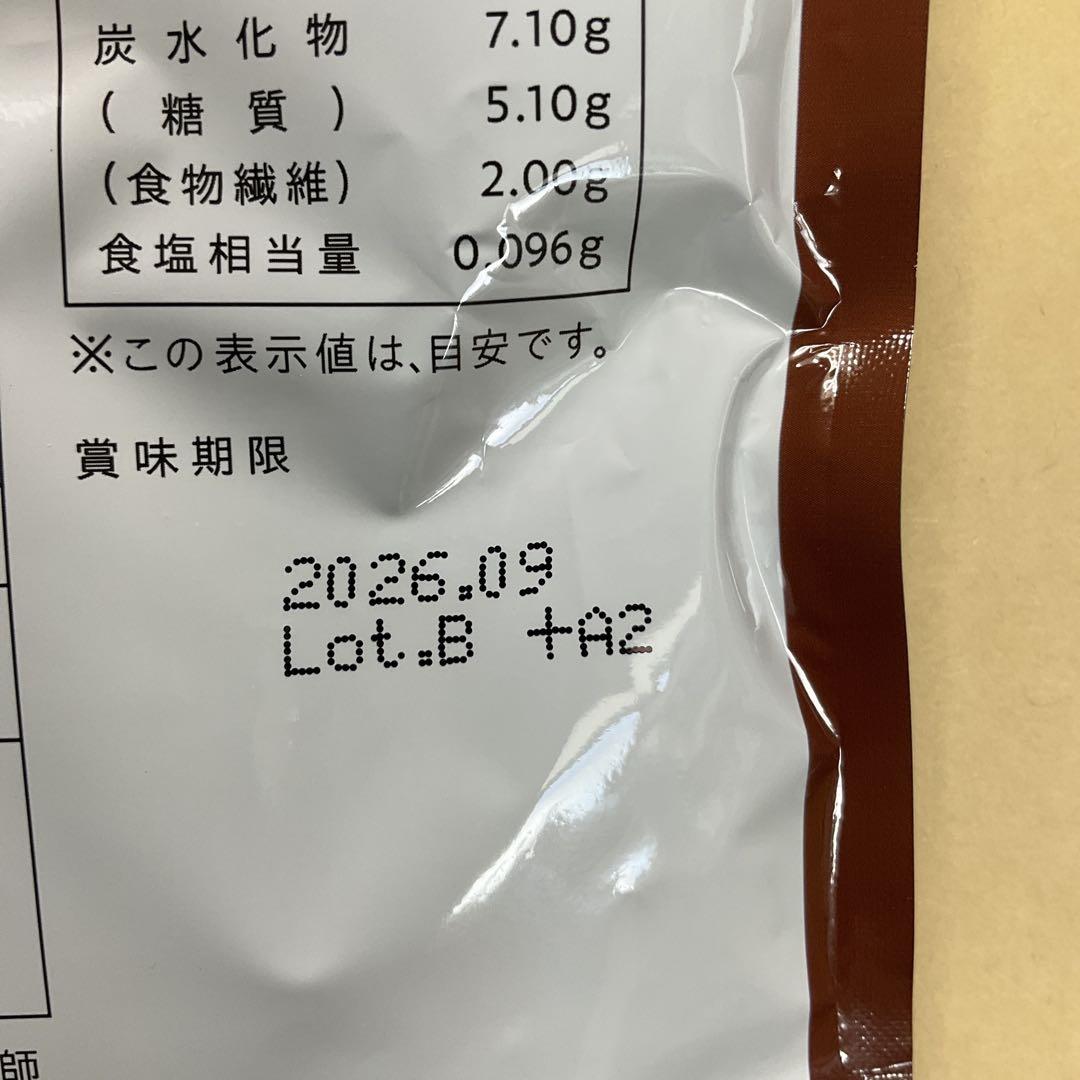 炭水化物 7.10g
(糖質) 5.10g
(食物繊維) 2.00g
食塩相当量 0.096g
※この表示値は、目安です。
賞味期限
2026.09
Lot.B +A2
師